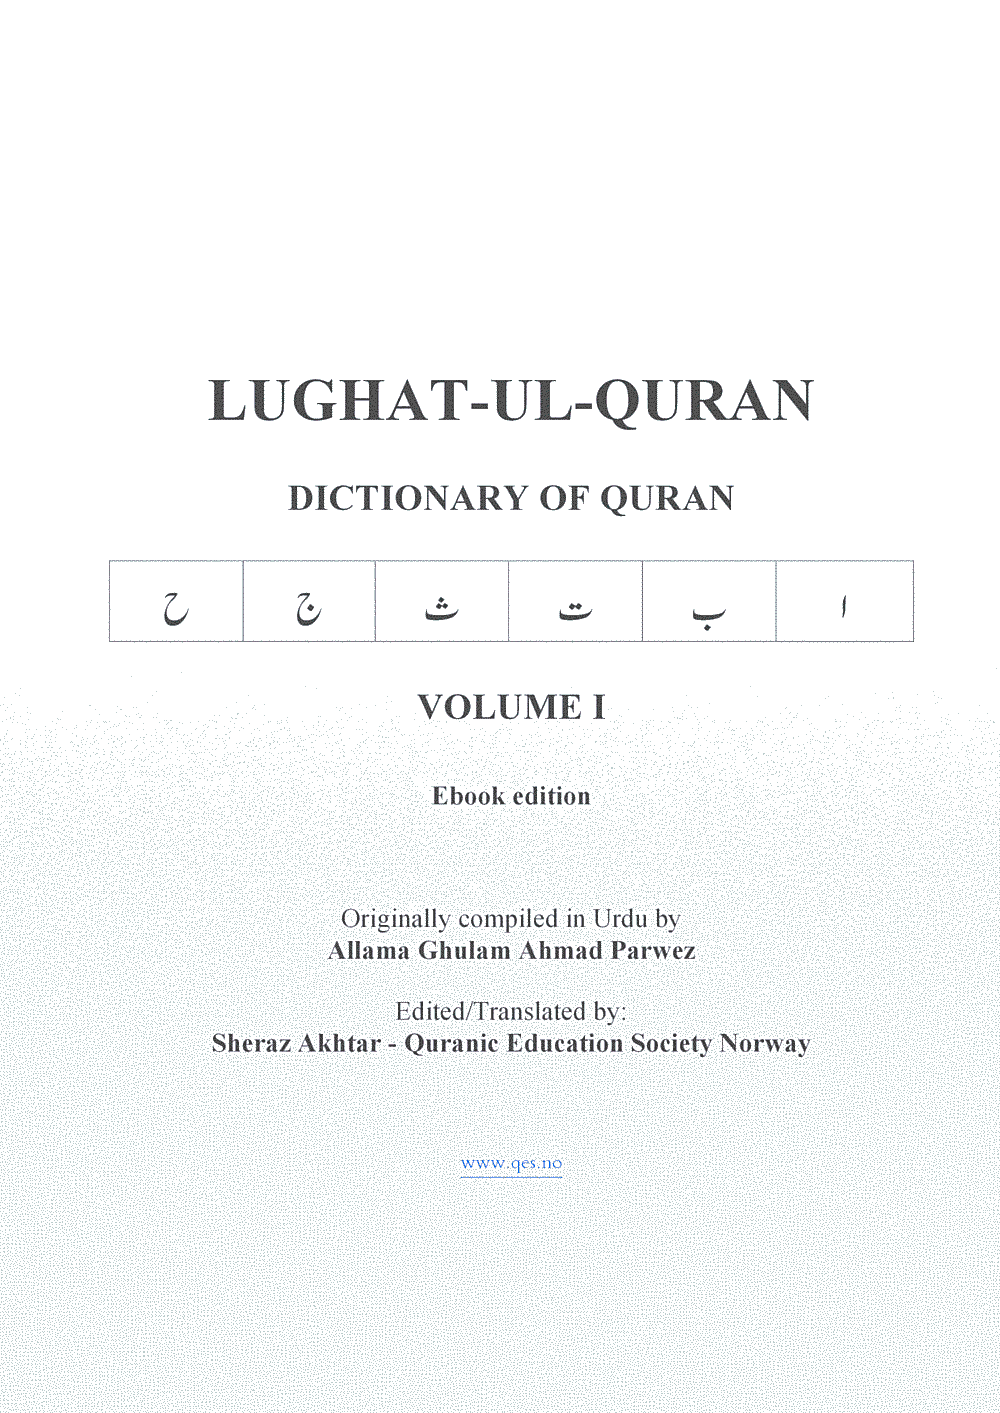 LUGHAT-UL-QURAN
DICTIONARY OF QURAN
ا ب ت ث ج ح
VOLUME I
Ebook edition
Originally compiled in Urdu by
Allama Ghulam Ahmad Parwez
Edited/Translated by:
Sheraz Akhtar - Quranic Education Society Norway
www.qes.no